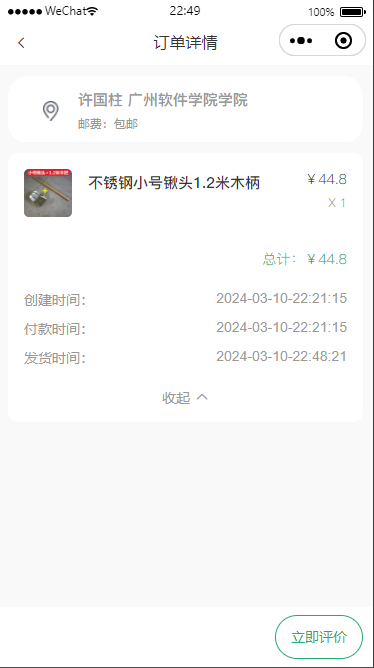 WeChat 22:49 100%
订单详情
许国柱 广州软件学院学院
邮费：包邮
不锈钢小号锹头1.2米木柄 ￥44.8
X 1
总计：￥44.8
创建时间： 2024-03-10-22:21:15
付款时间： 2024-03-10-22:21:15
发货时间： 2024-03-10-22:48:21
收起
立即评价